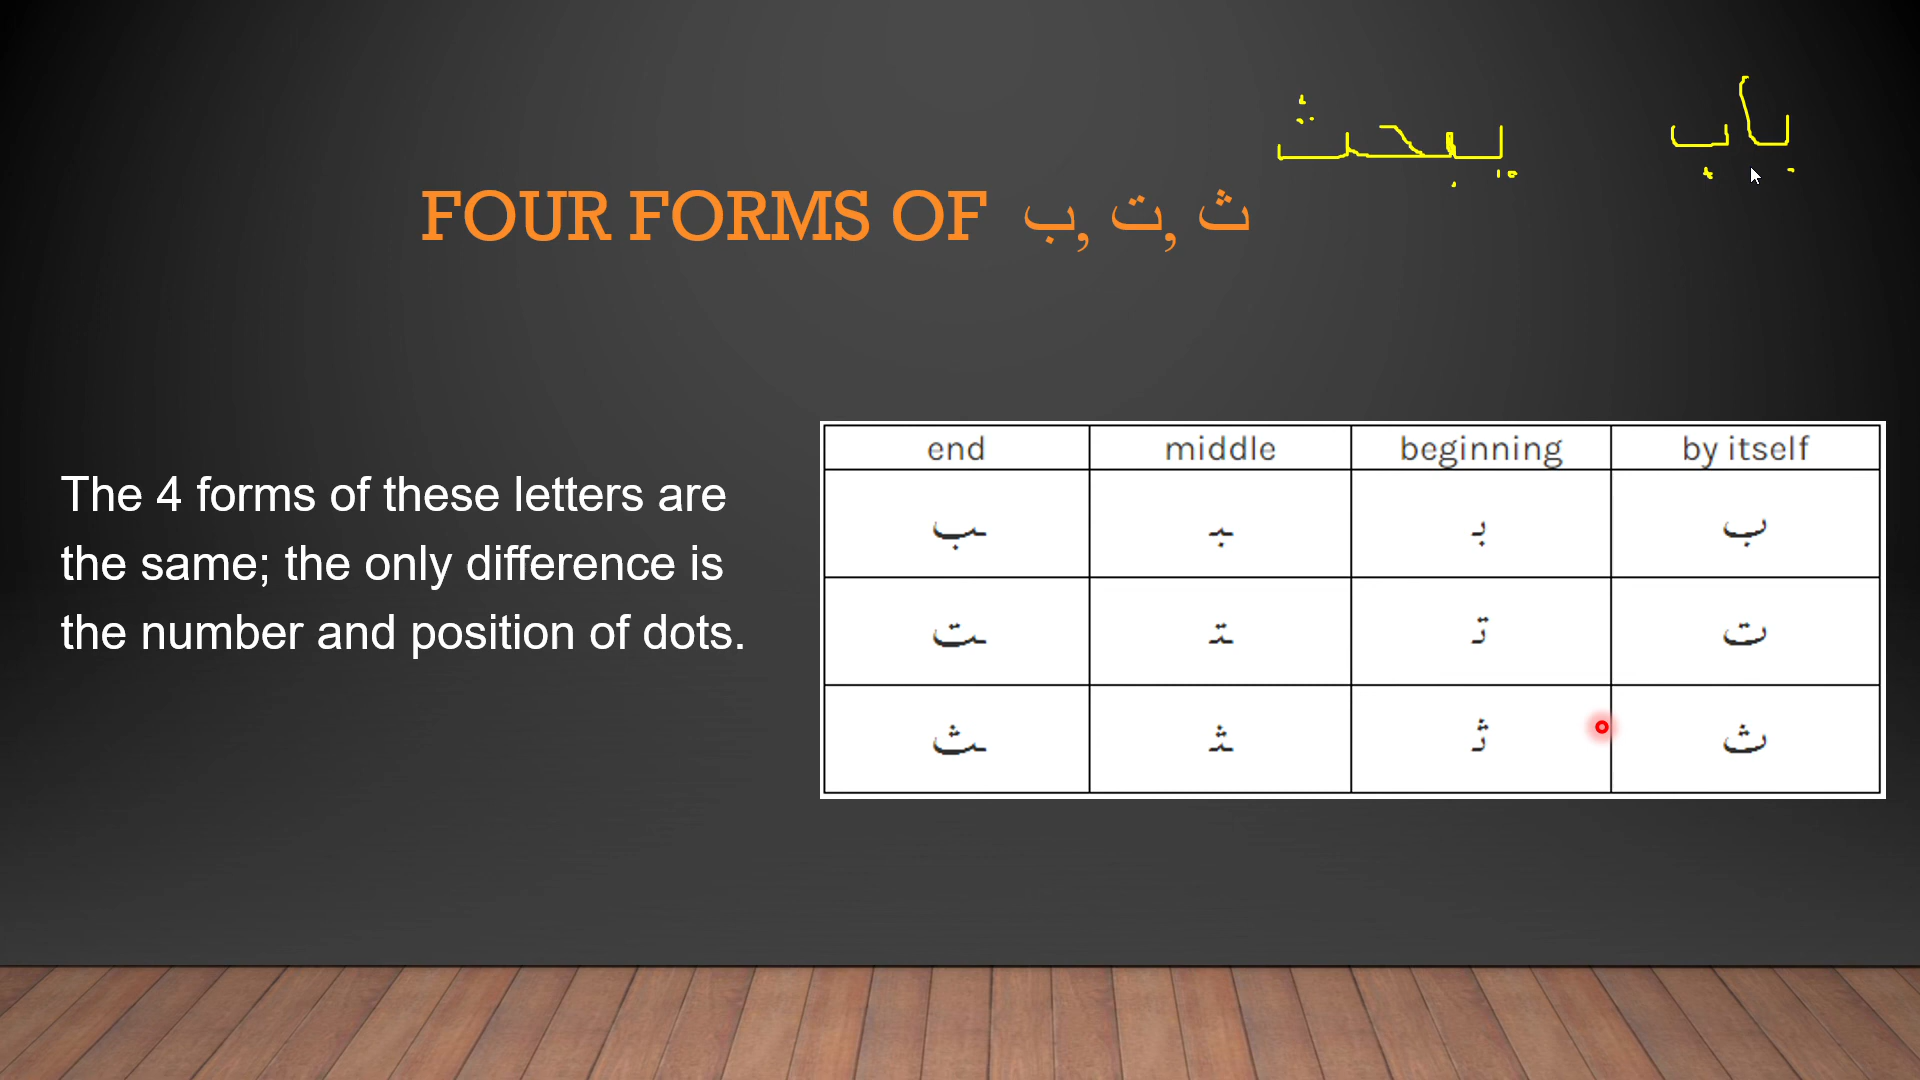 يبحث باب
FOUR FORMS OF ب, ت, ث
The 4 forms of these letters are
the same; the only difference is
the number and position of dots.
end middle beginning by itself
ـب ـبـ بـ ب
ـت ـتـ تـ ت
ـث ـثـ ثـ ث